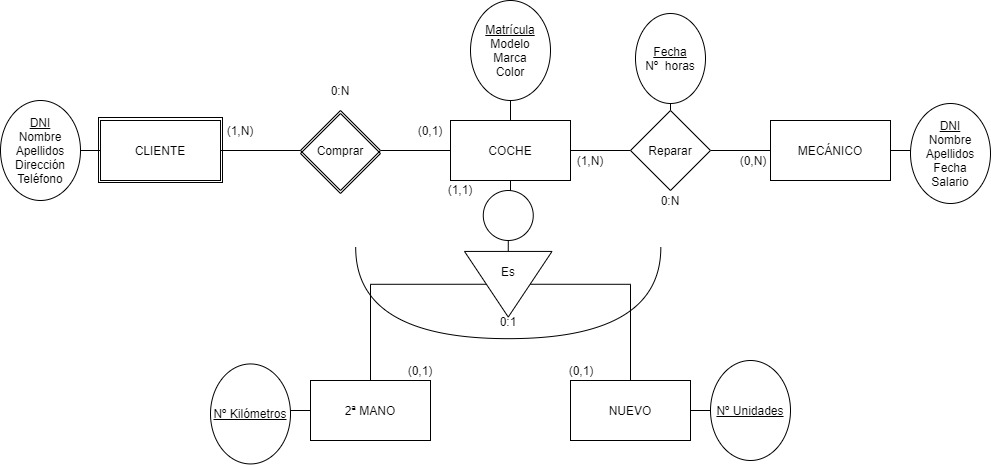 Matrícula
Modelo
Marca
Color
Fecha
Nº horas
0:N
DNI
Nombre
Apellidos
Dirección
Teléfono
CLIENTE
(1,N)
Comprar
(0,1)
COCHE
(1,1)
(1,N)
Reparar
0:N
(0,N)
MECÁNICO
DNI
Nombre
Apellidos
Fecha
Salario
Es
0:1
(0,1)
(0,1)
Nº Kilómetros
2ª MANO
NUEVO
Nº Unidades